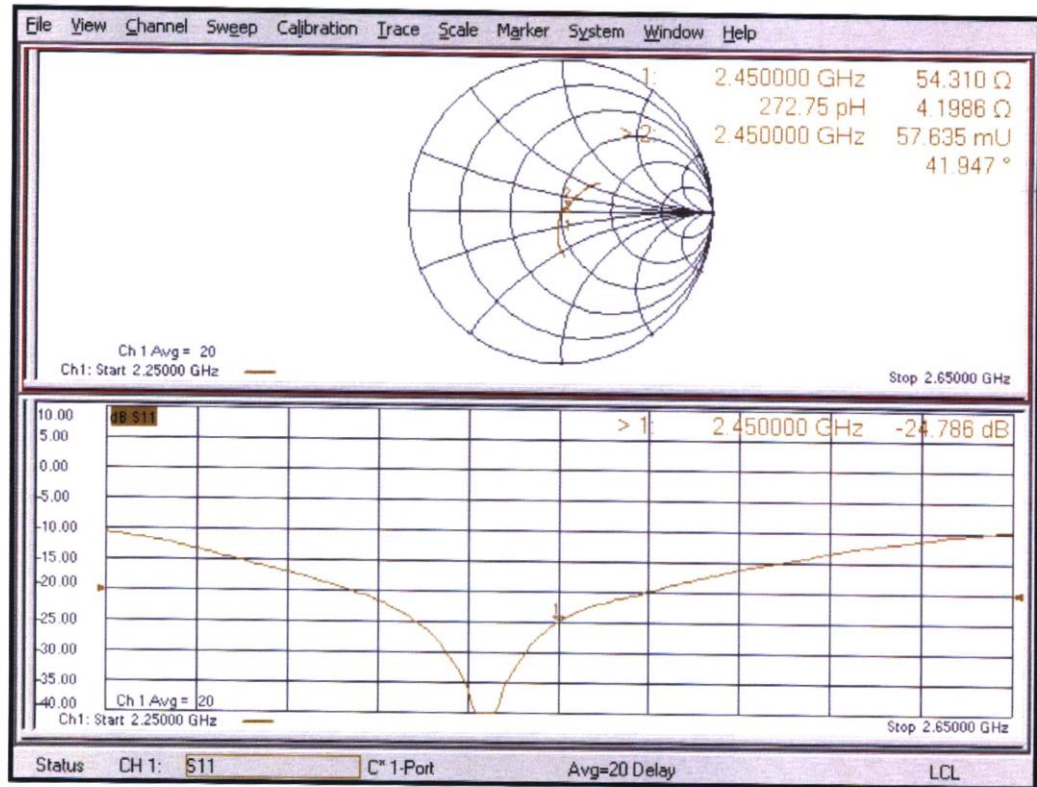 File View Channel Sweep Calibration Trace Scale Marker System Window Help
1: 2.450000 GHz 54.310 Ω
272.75 pH 4.1986 Ω
> 2: 2.450000 GHz 57.635 mU
41.947 °
Ch 1 Avg = 20
Ch1: Start 2.25000 GHz
Stop 2.65000 GHz
10.00
dB S11
> 1: 2.450000 GHz -24.786 dB
5.00
0.00
-5.00
-10.00
-15.00
-20.00
-25.00
1
-30.00
-35.00
-40.00
Ch 1 Avg = 20
Ch1: Start 2.25000 GHz
Stop 2.65000 GHz
Status CH 1: S11 C* 1-Port Avg=20 Delay LCL